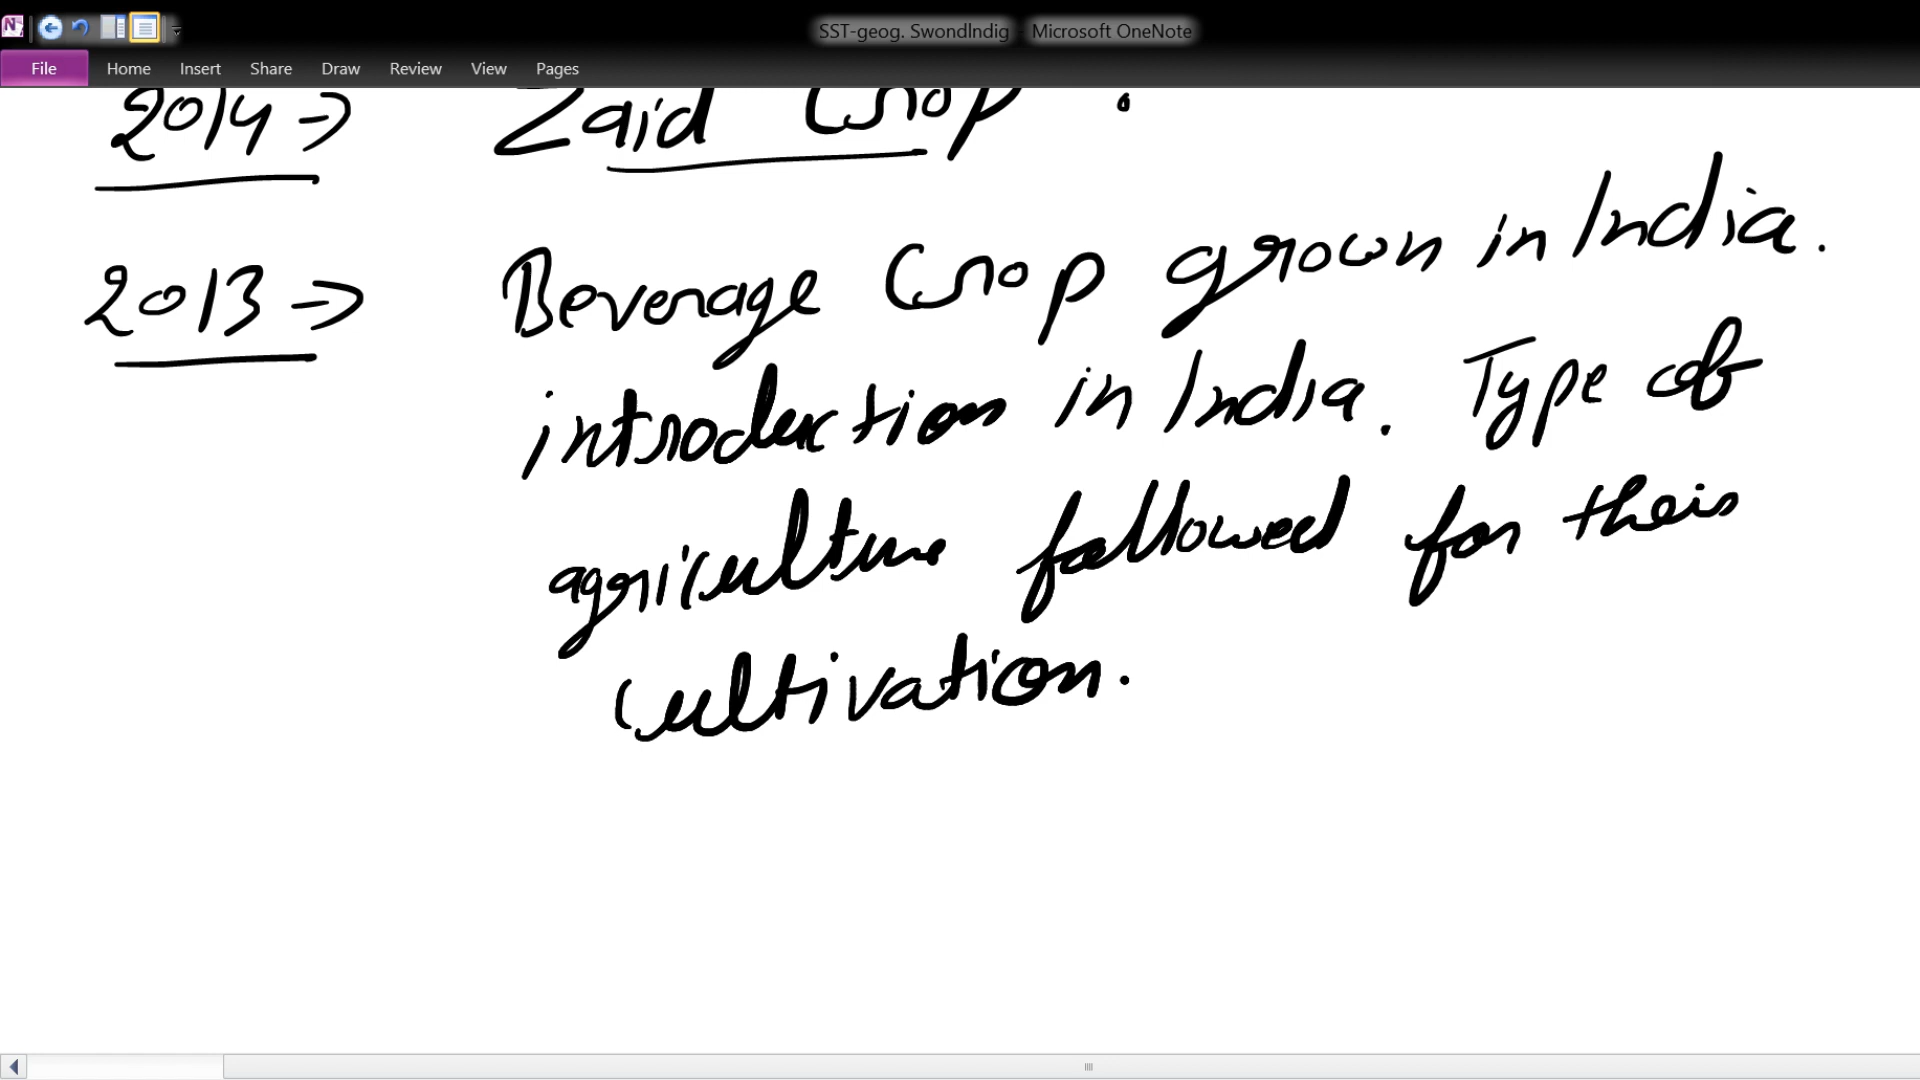 SST-geog. SwondIndig - Microsoft OneNote
File Home Insert Share Draw Review View Pages
2014 => Zaid Crop .
2013 => Beverage Crop grown in India.
introduction in India. Type of
agriculture followed for their
cultivation.